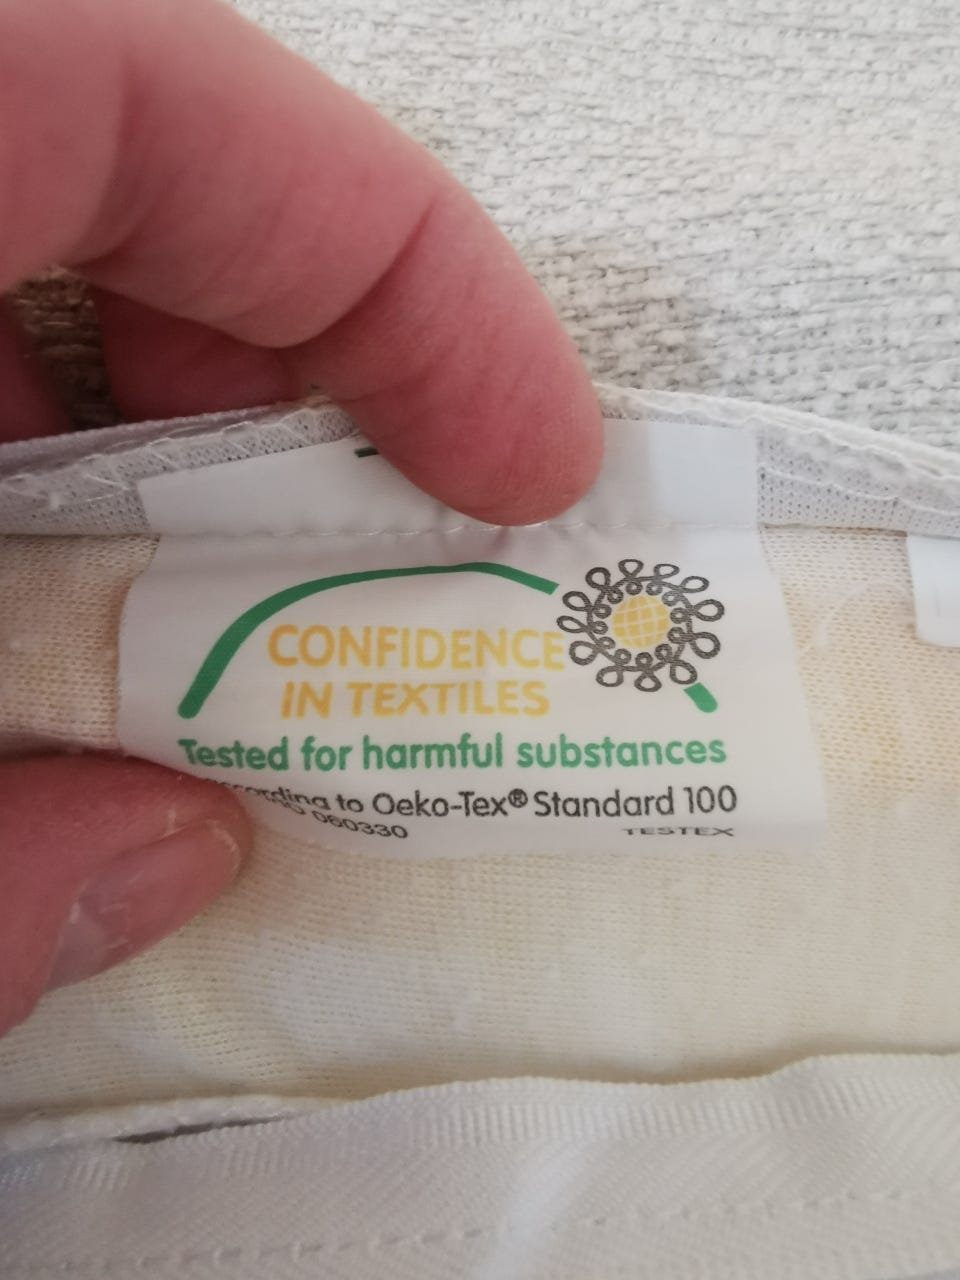 CONFIDENCE
IN TEXTILES
Tested for harmful substances
to Oeko-Tex® Standard 100
060330 TESTEX